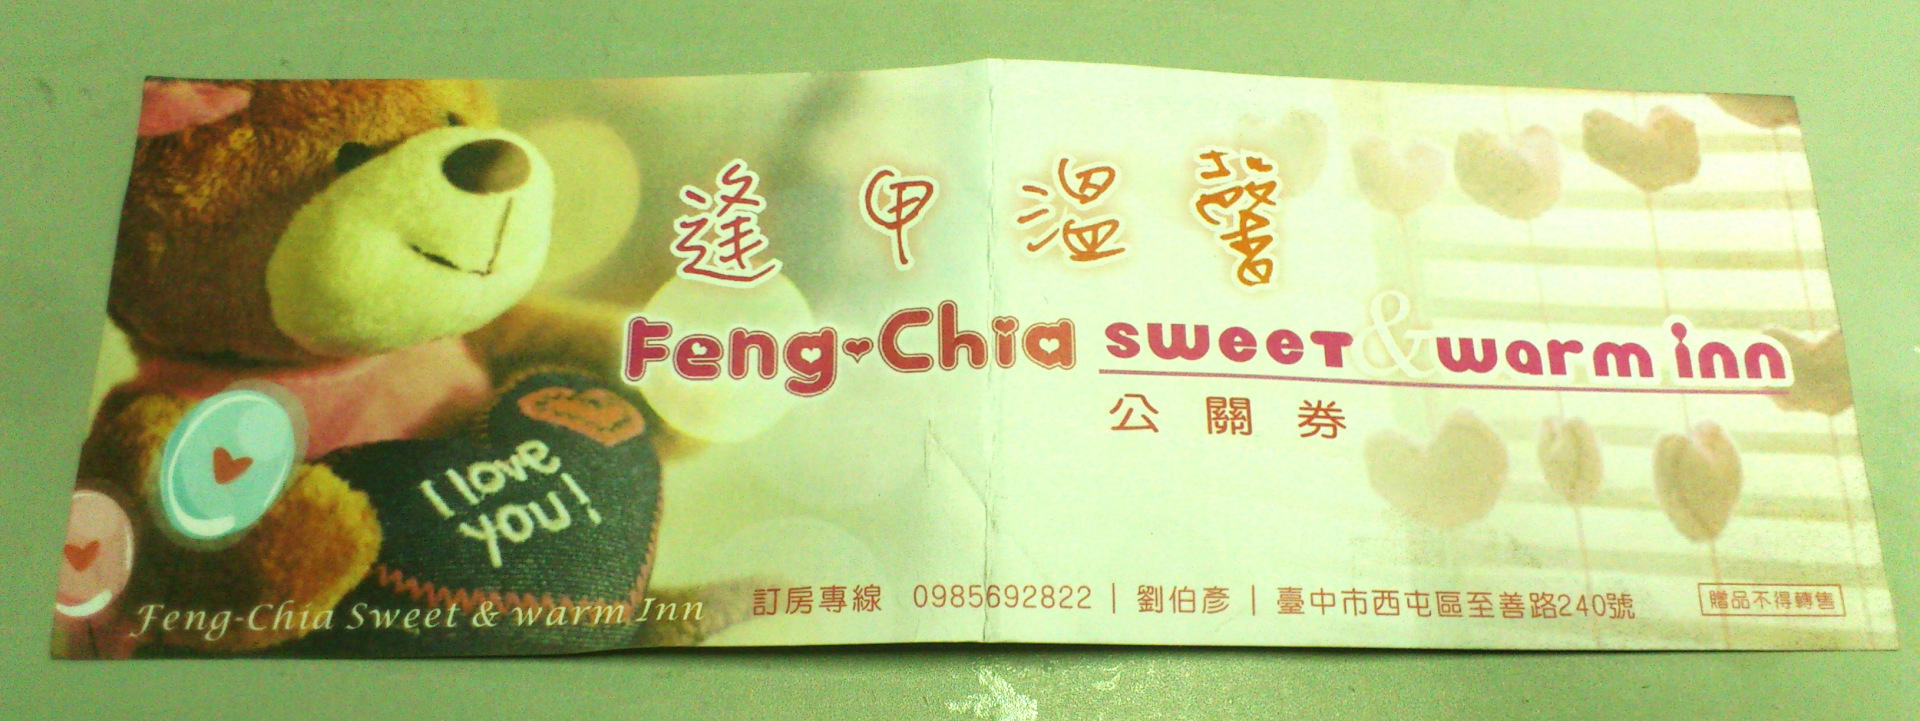 逢甲溫馨
Feng-Chia sweet & warm inn
公關券
I love
you!
Feng-Chia Sweet & warm Inn
訂房專線 0985692822 | 劉伯彥 | 臺中市西屯區至善路240號
贈品不得轉售